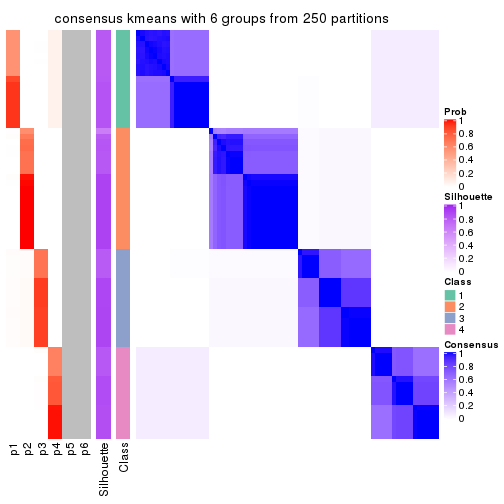 consensus kmeans with 6 groups from 250 partitions
Prob
1
0.8
0.6
0.4
0.2
0
Silhouette
1
0.8
0.6
0.4
0.2
0
Class
1
2
3
4
Consensus
1
0.8
0.6
0.4
0.2
0
p1
p2
p3
p4
p5
p6
Silhouette
Class